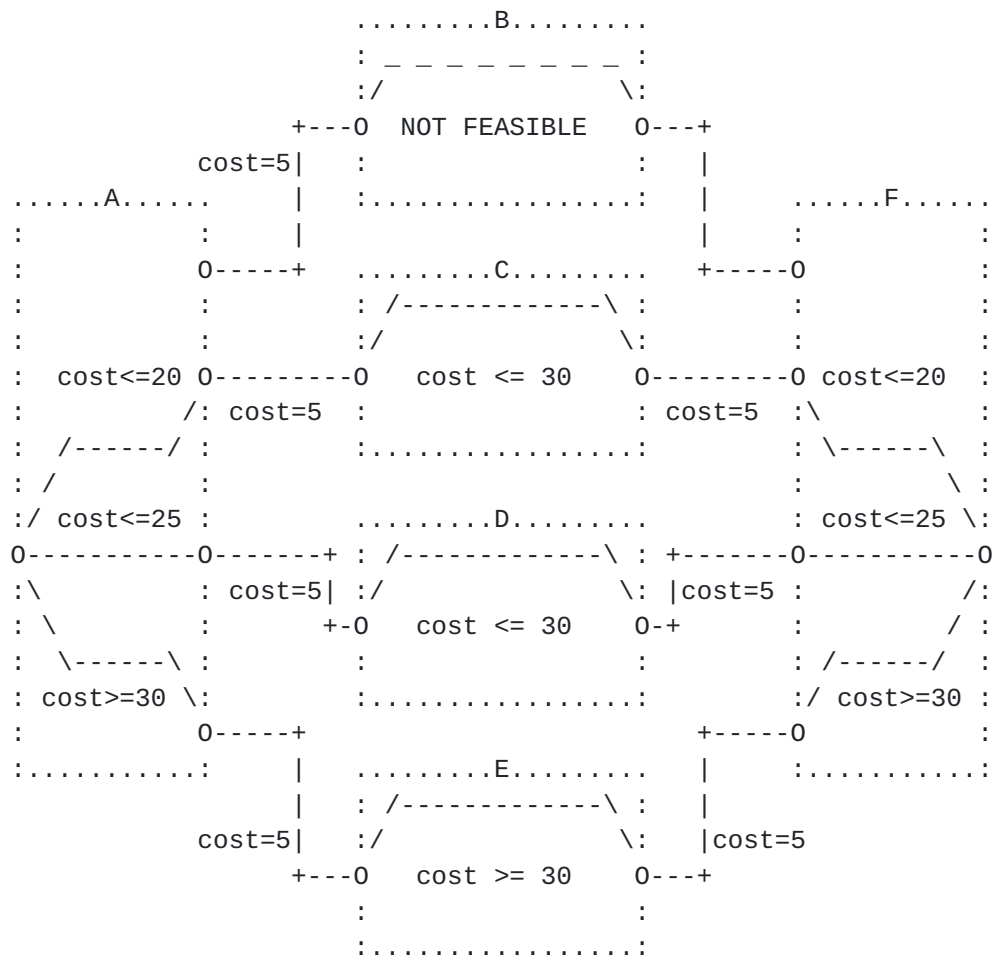 .........B.........
                      : _ _ _ _ _ _ _ _ :
                      :/               \:
                  +---O  NOT FEASIBLE   O---+
            cost=5|   :                 :   |
......A......     |   :.................:   |     ......F......
:           :     |                         |     :           :
:           O-----+   .........C.........   +-----O           :
:           :         : /-------------\ :         :           :
:           :         :/               \:         :           :
:  cost<=20 O---------O   cost <= 30    O---------O cost<=20  :
:          /: cost=5  :                 : cost=5  :\          :
:  /------/ :         :.................:         : \------\  :
: /         :                                     :         \ :
:/ cost<=25 :         .........D.........         : cost<=25 \:
O-----------O-------+ : /-------------\ : +-------O-----------O
:\          : cost=5| :/               \: |cost=5 :          /:
: \         :       +-O   cost <= 30    O-+       :         / :
:  \------\ :         :                 :         : /------/  :
: cost>=30 \:         :.................:         :/ cost>=30 :
:           O-----+                         +-----O           :
:...........:     |   .........E.........   |     :...........:
                  |   : /-------------\ :   |
            cost=5|   :/               \:   |cost=5
                  +---O   cost >= 30    O---+
                      :                 :
                      :.................: